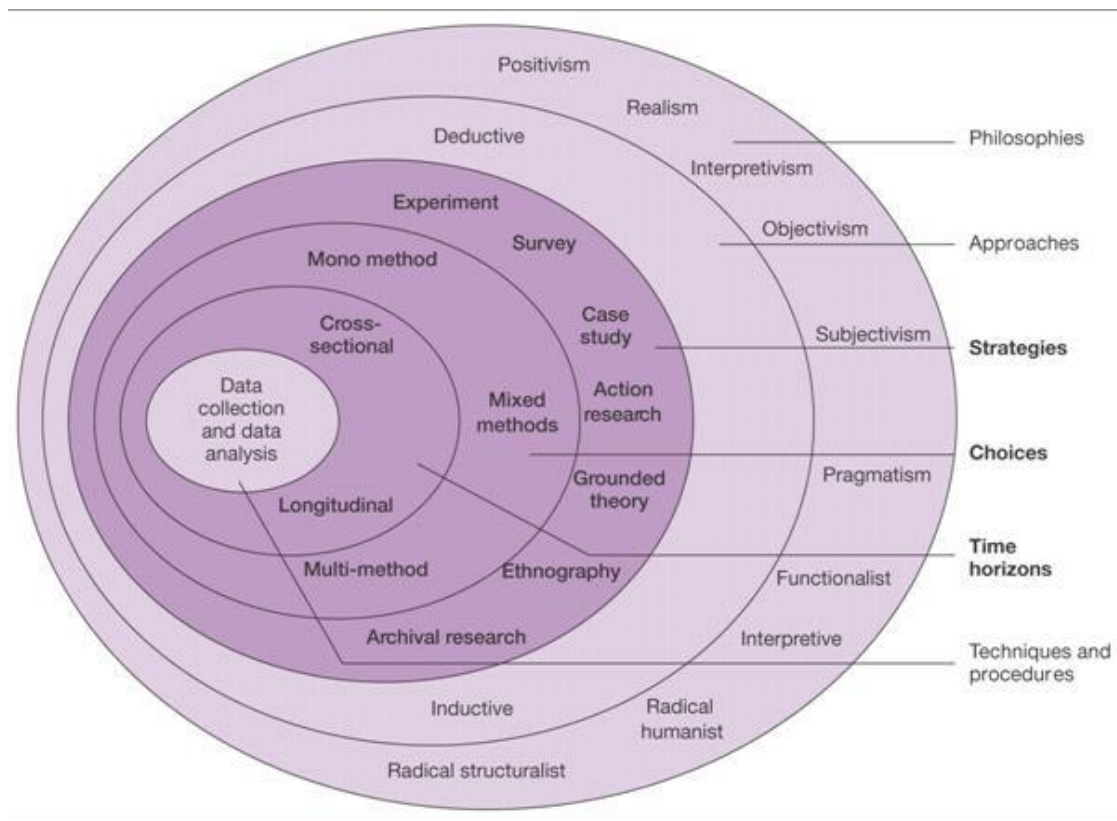 Positivism
Realism
Philosophies
Deductive
Interpretivism
Experiment
Objectivism
Approaches
Survey
Mono method
Case
study
Subjectivism
Strategies
Cross-
sectional
Data
collection
and data
analysis
Mixed
methods
Action
research
Choices
Pragmatism
Grounded
theory
Longitudinal
Time
horizons
Multi-method
Ethnography
Functionalist
Archival research
Interpretive
Techniques and
procedures
Inductive
Radical
humanist
Radical structuralist